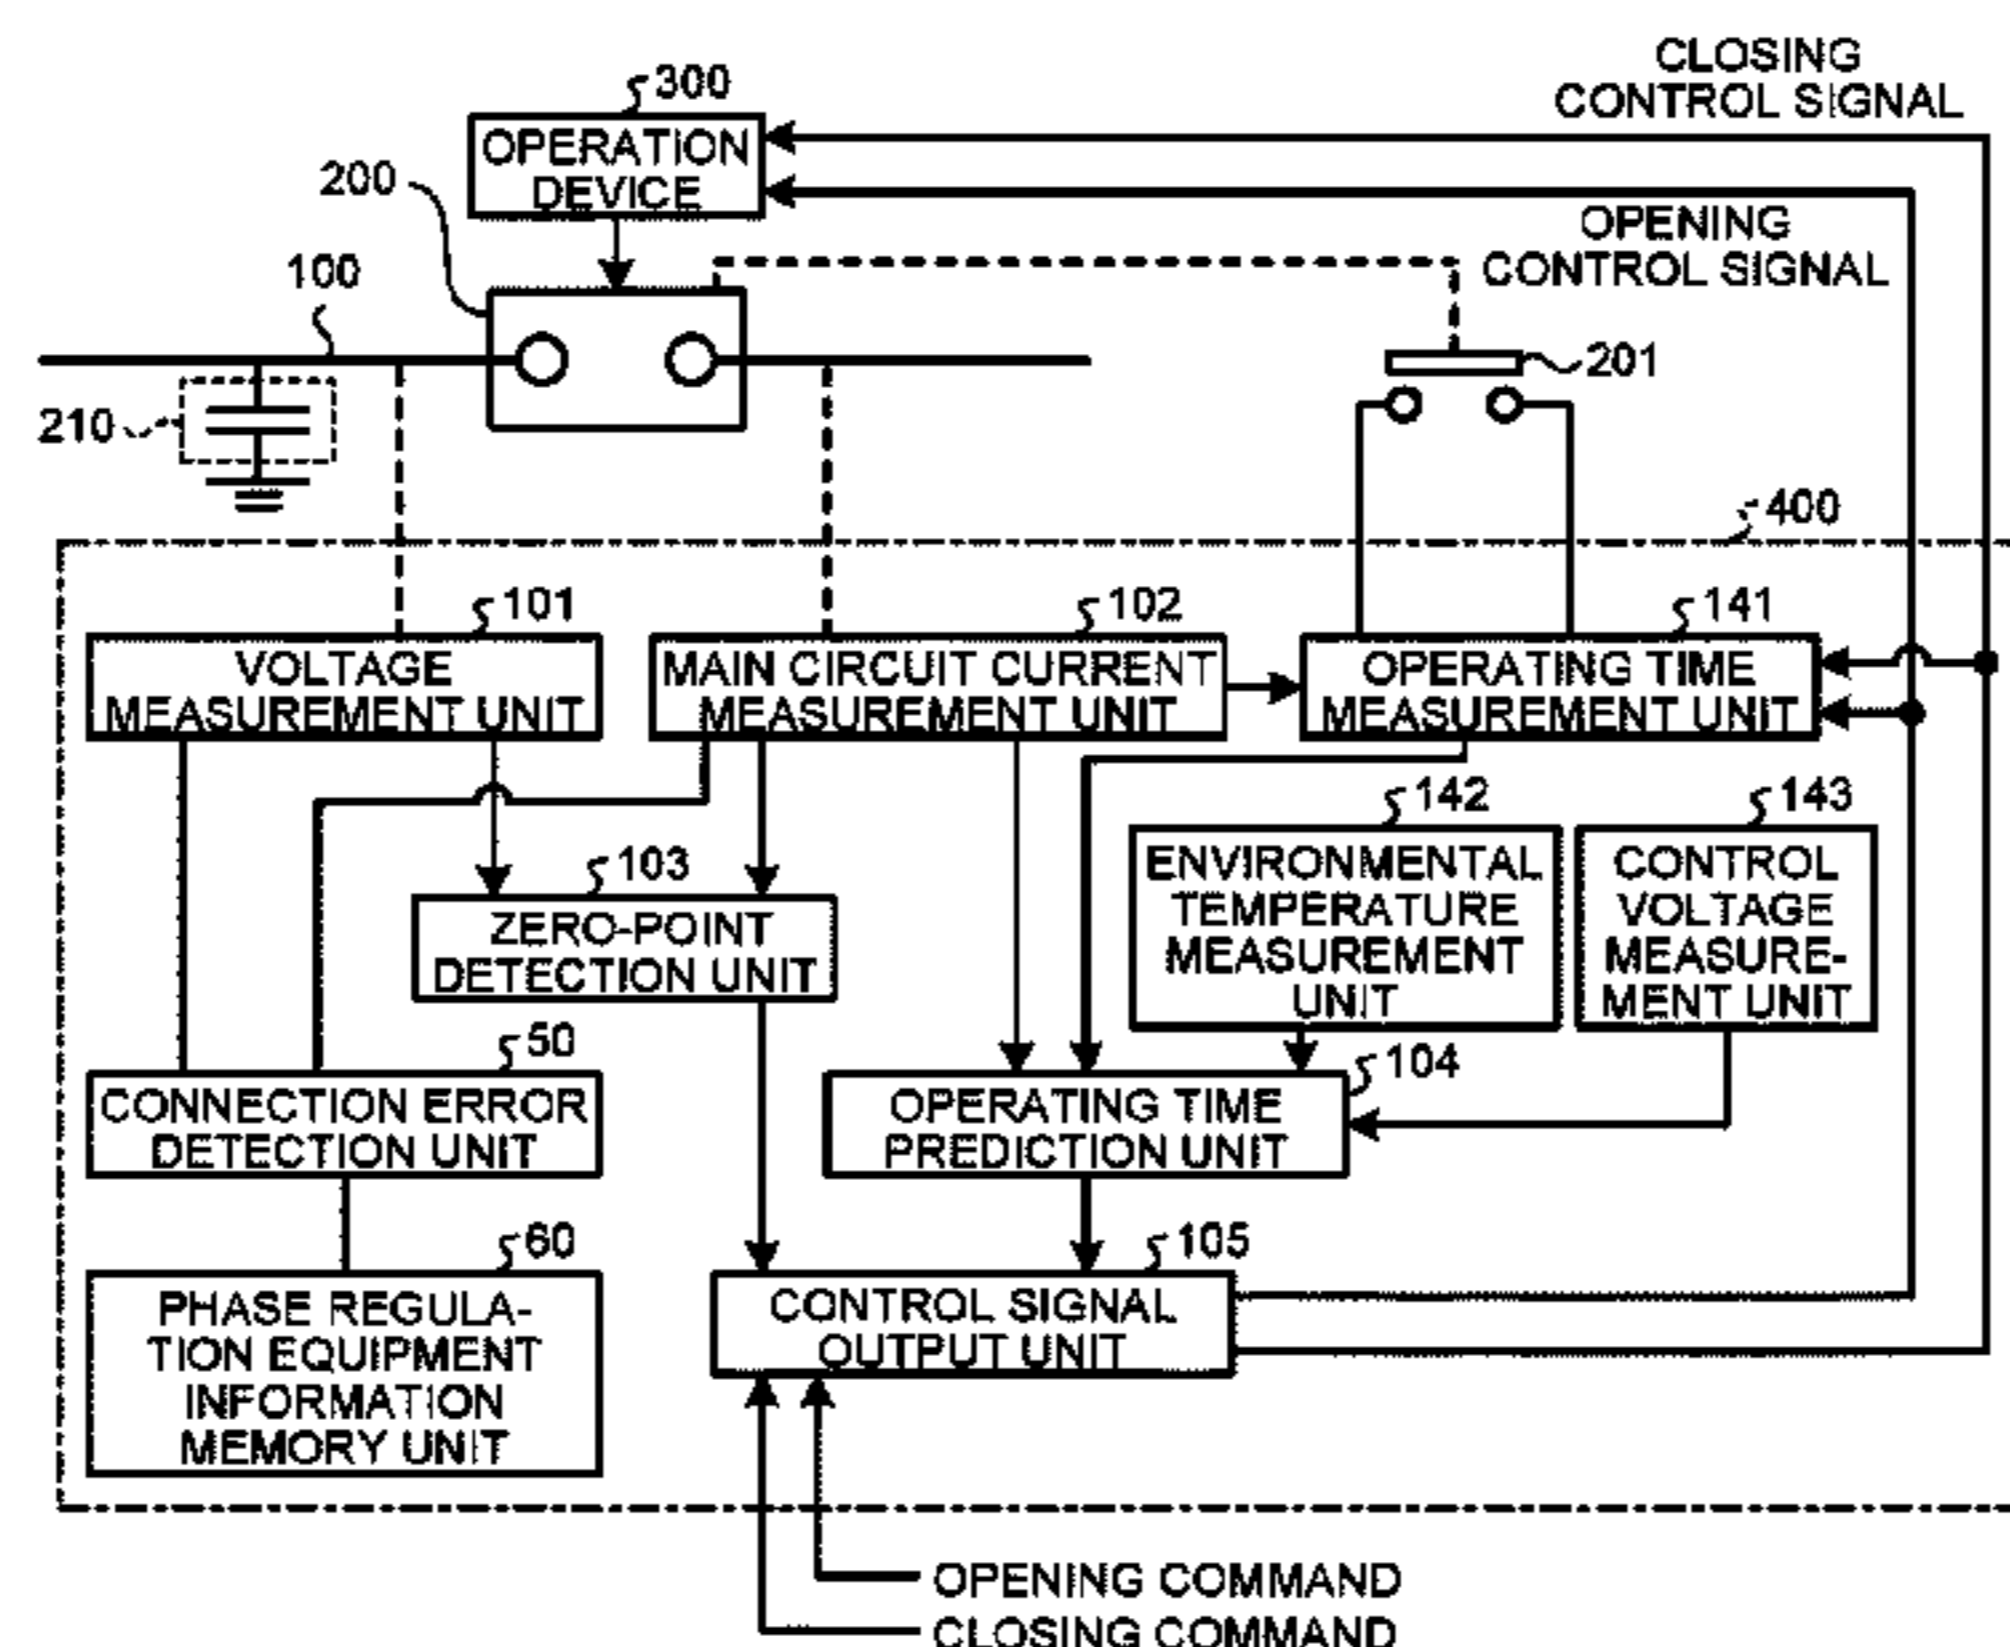 CLOSING
CONTROL SIGNAL
300
OPERATION
DEVICE
200
OPENING
CONTROL SIGNAL
100
201
210
400
101
VOLTAGE
MEASUREMENT UNIT
102
MAIN CIRCUIT CURRENT
MEASUREMENT UNIT
141
OPERATING TIME
MEASUREMENT UNIT
142
ENVIRONMENTAL
TEMPERATURE
MEASUREMENT
UNIT
143
CONTROL
VOLTAGE
MEASURE-
MENT UNIT
103
ZERO-POINT
DETECTION UNIT
50
CONNECTION ERROR
DETECTION UNIT
104
OPERATING TIME
PREDICTION UNIT
60
PHASE REGULA-
TION EQUIPMENT
INFORMATION
MEMORY UNIT
105
CONTROL SIGNAL
OUTPUT UNIT
OPENING COMMAND
CLOSING COMMAND